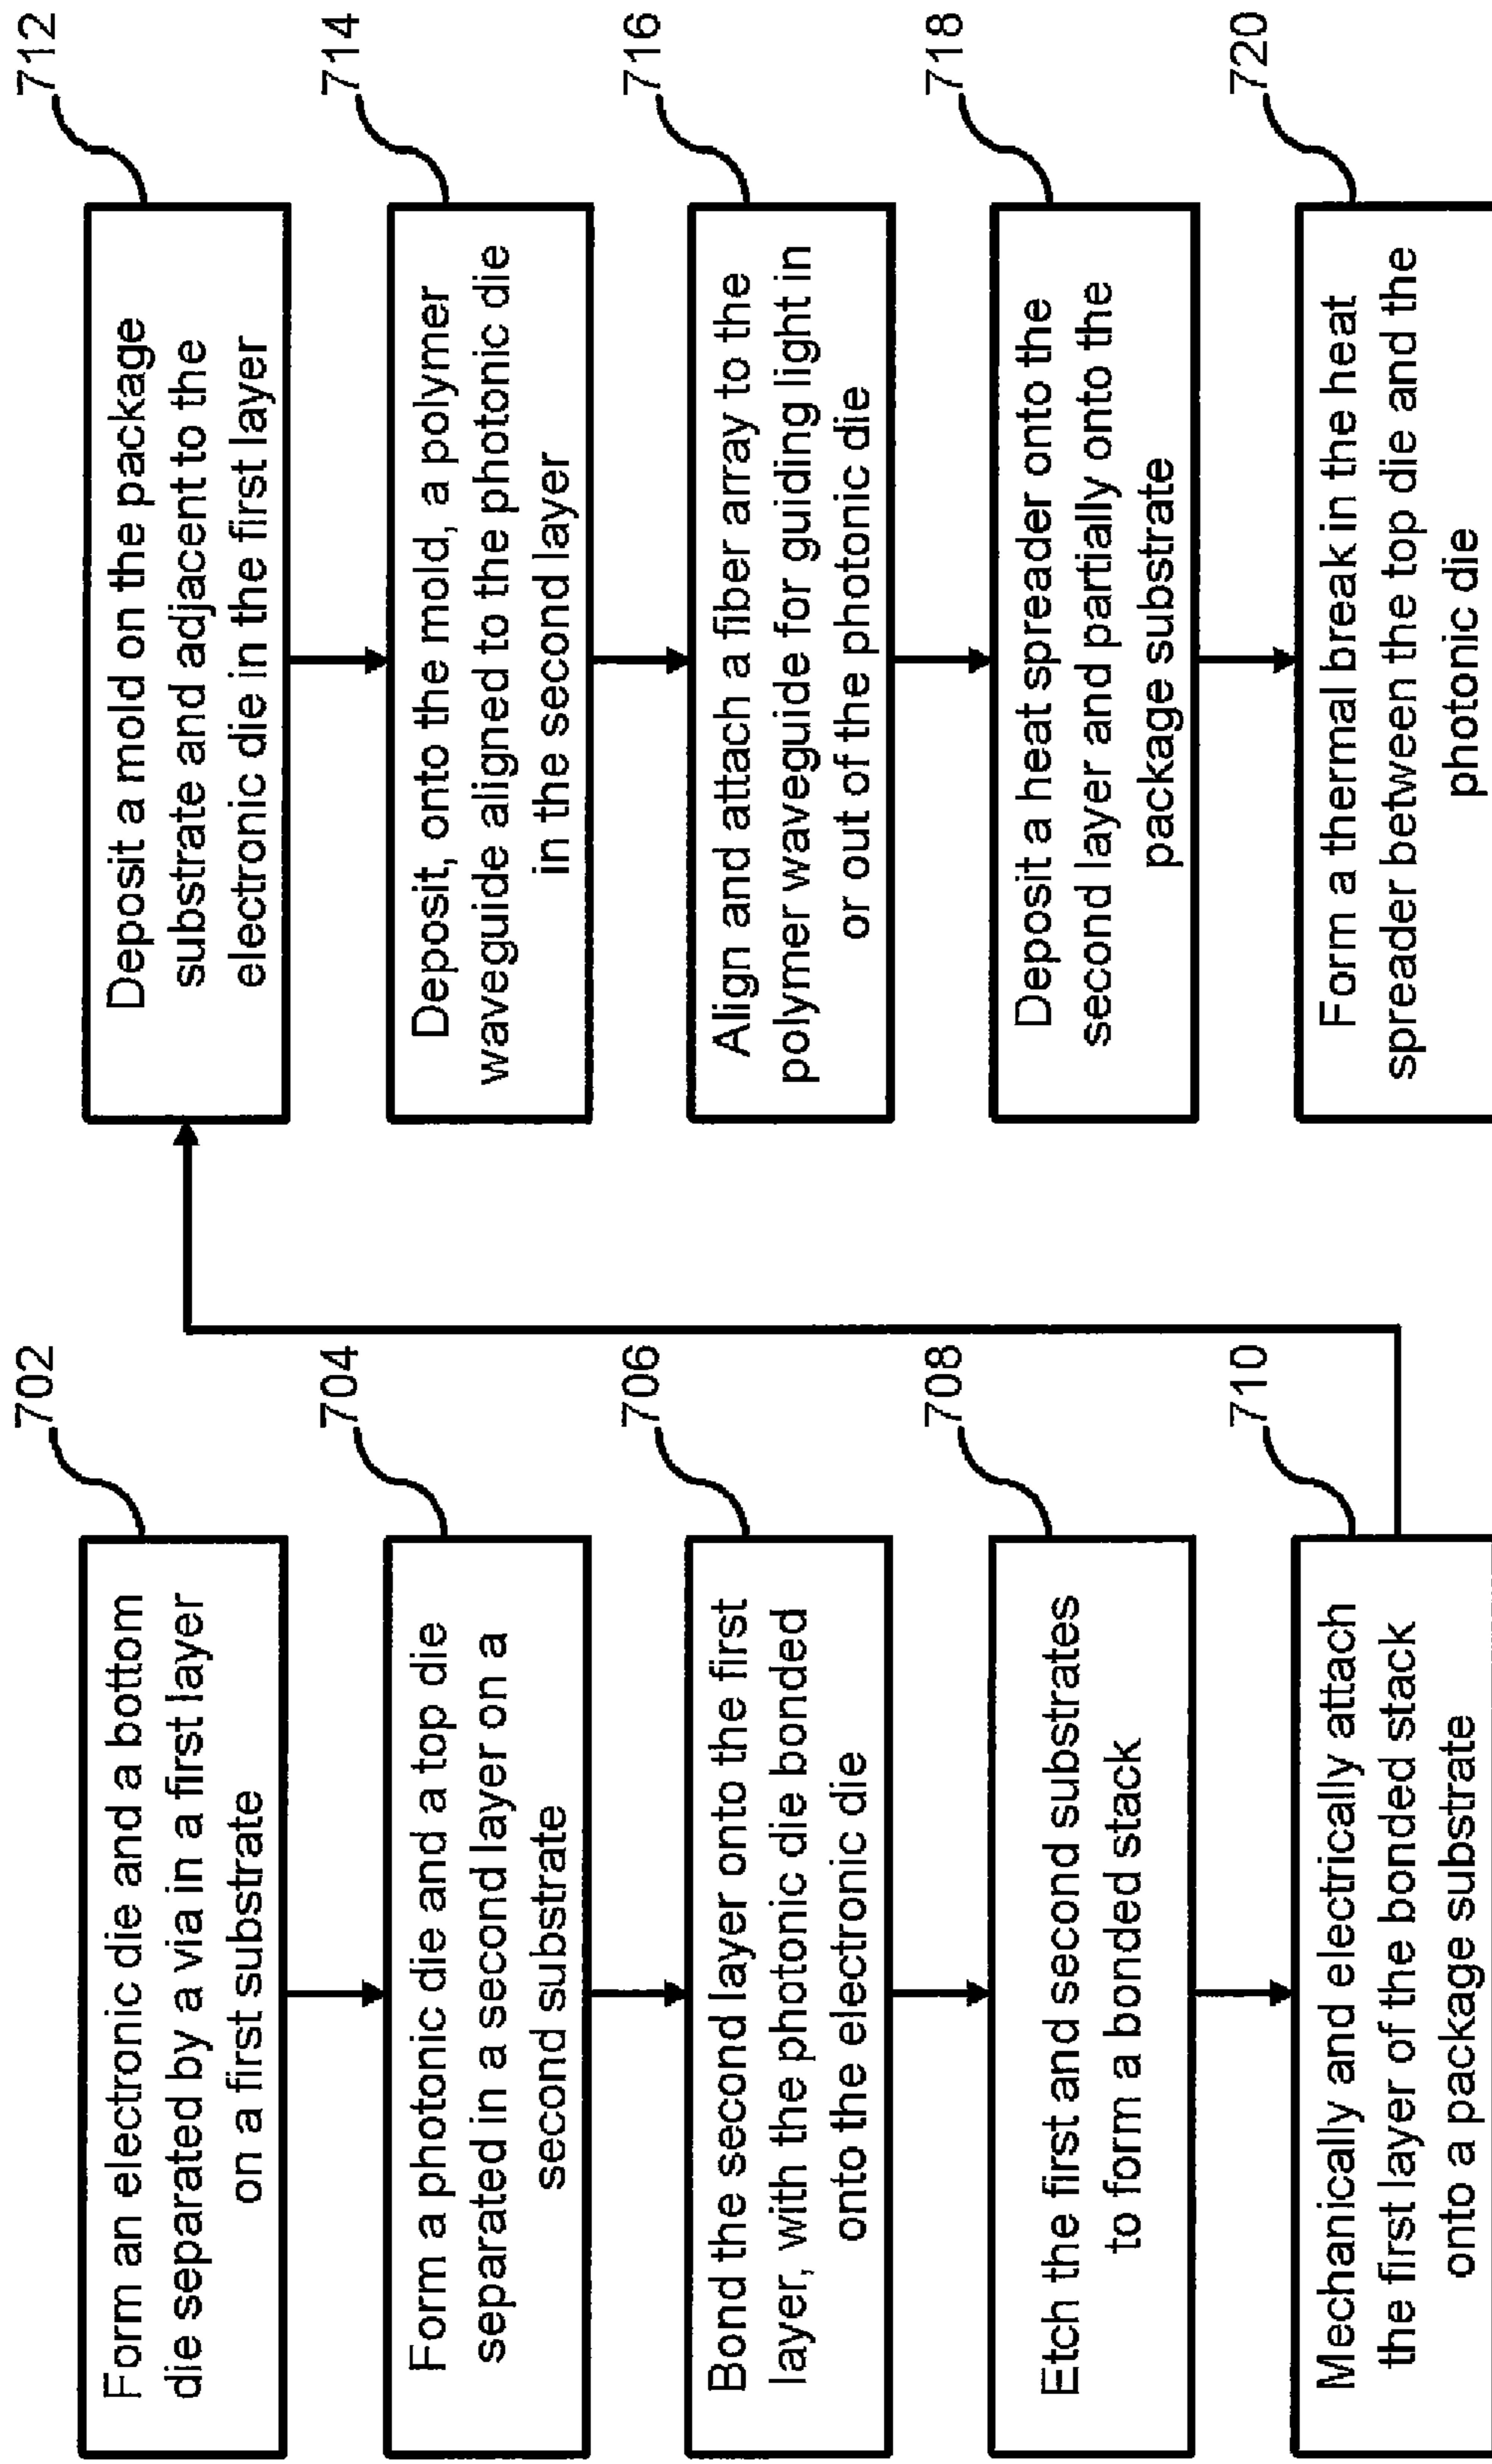 702
Form an electronic die and a bottom
die separated by a via in a first layer
on a first substrate
704
Form a photonic die and a top die
separated in a second layer on a
second substrate
706
Bond the second layer onto the first
layer, with the photonic die bonded
onto the electronic die
708
Etch the first and second substrates
to form a bonded stack
710
Mechanically and electrically attach
the first layer of the bonded stack
onto a package substrate
712
Deposit a mold on the package
substrate and adjacent to the
electronic die in the first layer
714
Deposit, onto the mold, a polymer
waveguide aligned to the photonic die
in the second layer
716
Align and attach a fiber array to the
polymer waveguide for guiding light in
or out of the photonic die
718
Deposit a heat spreader onto the
second layer and partially onto the
package substrate
720
Form a thermal break in the heat
spreader between the top die and the
photonic die